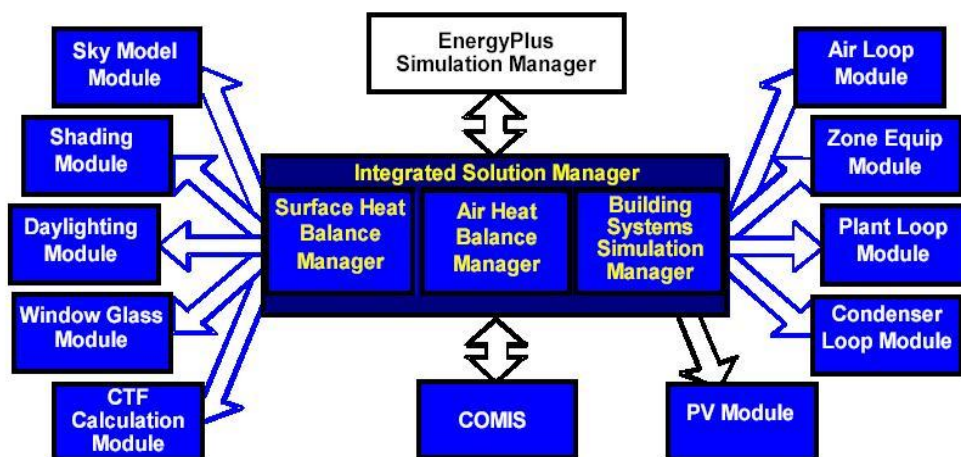 Sky Model
Module
EnergyPlus
Simulation Manager
Air Loop
Module
Shading
Module
Zone Equip
Module
Integrated Solution Manager
Surface Heat
Balance
Manager
Air Heat
Balance
Manager
Building
Systems
Simulation
Manager
Daylighting
Module
Plant Loop
Module
Window Glass
Module
Condenser
Loop Module
CTF
Calculation
Module
COMIS
PV Module